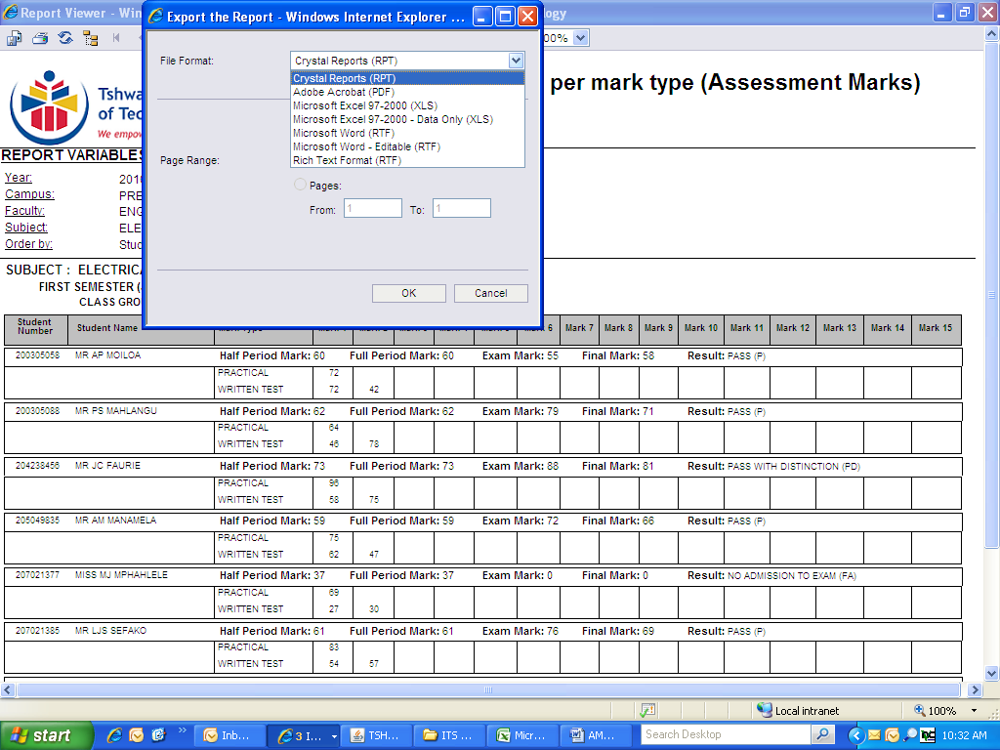 Report Viewer - Win
ology
Export the Report - Windows Internet Explorer ...
File Format:
Crystal Reports (RPT)
Crystal Reports (RPT)
Adobe Acrobat (PDF)
Microsoft Excel 97-2000 (XLS)
Microsoft Excel 97-2000 - Data Only (XLS)
Microsoft Word (RTF)
Microsoft Word - Editable (RTF)
Rich Text Format (RTF)
Page Range:
Pages:
From: 1 To: 1
OK Cancel
00%
per mark type (Assessment Marks)
Tshwa
of Tec
We empow
REPORT VARIABLES
Year: 201
Campus: PRE
Faculty: ENG
Subject: ELE
Order by: Stud
SUBJECT : ELECTRICA
FIRST SEMESTER (
CLASS GRO
Student Number Student Name 6 Mark 7 Mark 8 Mark 9 Mark 10 Mark 11 Mark 12 Mark 13 Mark 14 Mark 15
200305058 MR AP MOILOA Half Period Mark: 60 Full Period Mark: 60 Exam Mark: 55 Final Mark: 58 Result: PASS (P)
PRACTICAL 72
WRITTEN TEST 72 42
200305088 MR PS MAHLANGU Half Period Mark: 62 Full Period Mark: 62 Exam Mark: 79 Final Mark: 71 Result: PASS (P)
PRACTICAL 64
WRITTEN TEST 46 78
204238456 MR JC FAURIE Half Period Mark: 73 Full Period Mark: 73 Exam Mark: 88 Final Mark: 81 Result: PASS WITH DISTINCTION (PD)
PRACTICAL 96
WRITTEN TEST 58 75
205049835 MR AM MANAMELA Half Period Mark: 59 Full Period Mark: 59 Exam Mark: 72 Final Mark: 66 Result: PASS (P)
PRACTICAL 75
WRITTEN TEST 62 47
207021377 MISS MJ MPHAHLELE Half Period Mark: 37 Full Period Mark: 37 Exam Mark: 0 Final Mark: 0 Result: NO ADMISSION TO EXAM (FA)
PRACTICAL 69
WRITTEN TEST 27 30
207021385 MR LJS SEFAKO Half Period Mark: 61 Full Period Mark: 61 Exam Mark: 76 Final Mark: 69 Result: PASS (P)
PRACTICAL 83
WRITTEN TEST 54 57
Local intranet 100%
start Inb... 3 I... TSH... ITS ... Micr... AM... Search Desktop 10:32 AM